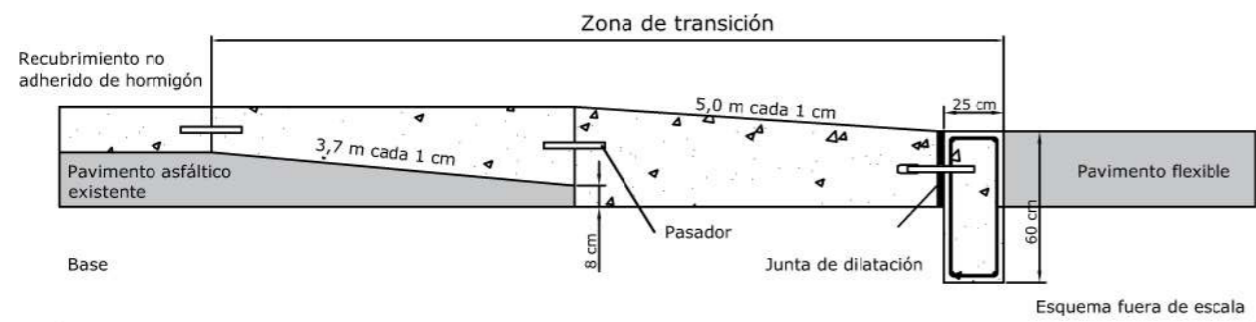 Zona de transición
Recubrimiento no
adherido de hormigón
5,0 m cada 1 cm
25 cm
3,7 m cada 1 cm
Pavimento asfáltico
existente
Pavimento flexible
Pasador
8 cm
60 cm
Base
Junta de dilatación
Esquema fuera de escala